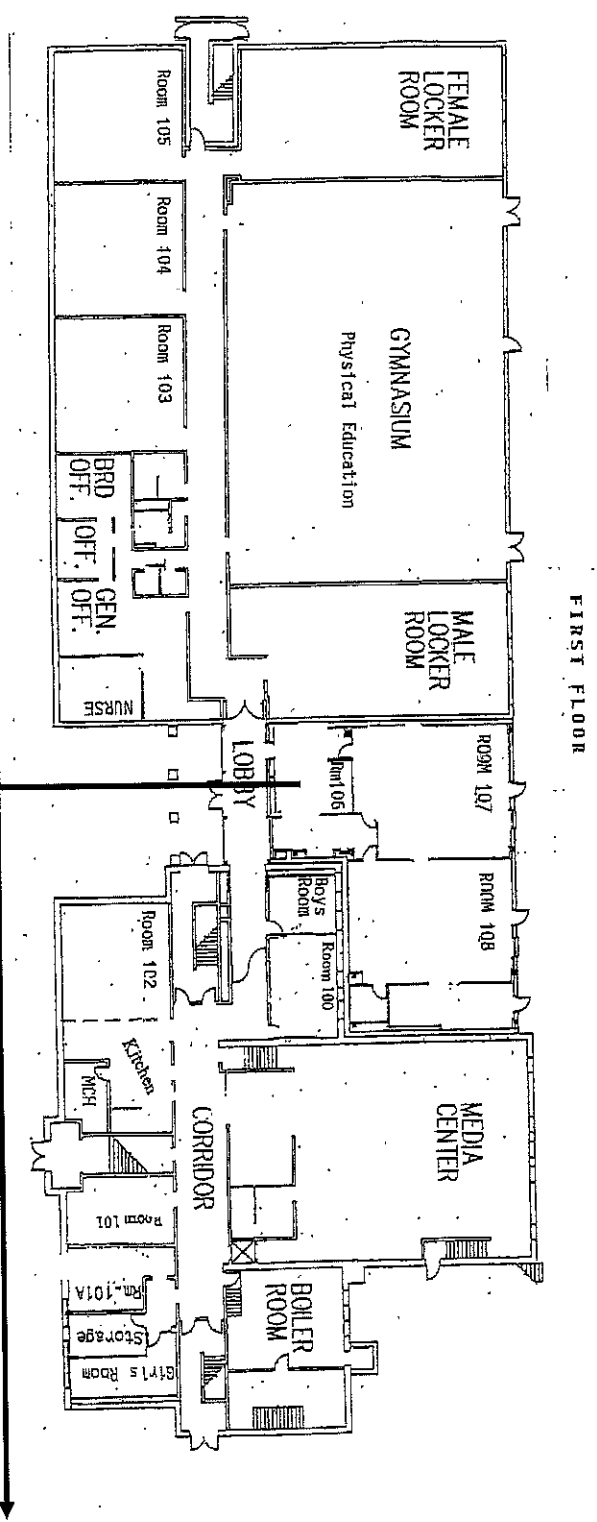 FIRST FLOOR
FEMALE
LOCKER
ROOM
GYMNASIUM
Physical Education
MALE
LOCKER
ROOM
ROOM 107
ROOM 108
MEDIA
CENTER
Room 105
Room 104
Room 103
BRD
OFF.
OFF.
GEN.
OFF.
NURSE
LOBBY
Rm106
Boys
Room
Room 100
Room 102
Kitchen
MCH
CORRIDOR
Room 101
Rm-101A
Storage
Girl's Room
BOILER
ROOM